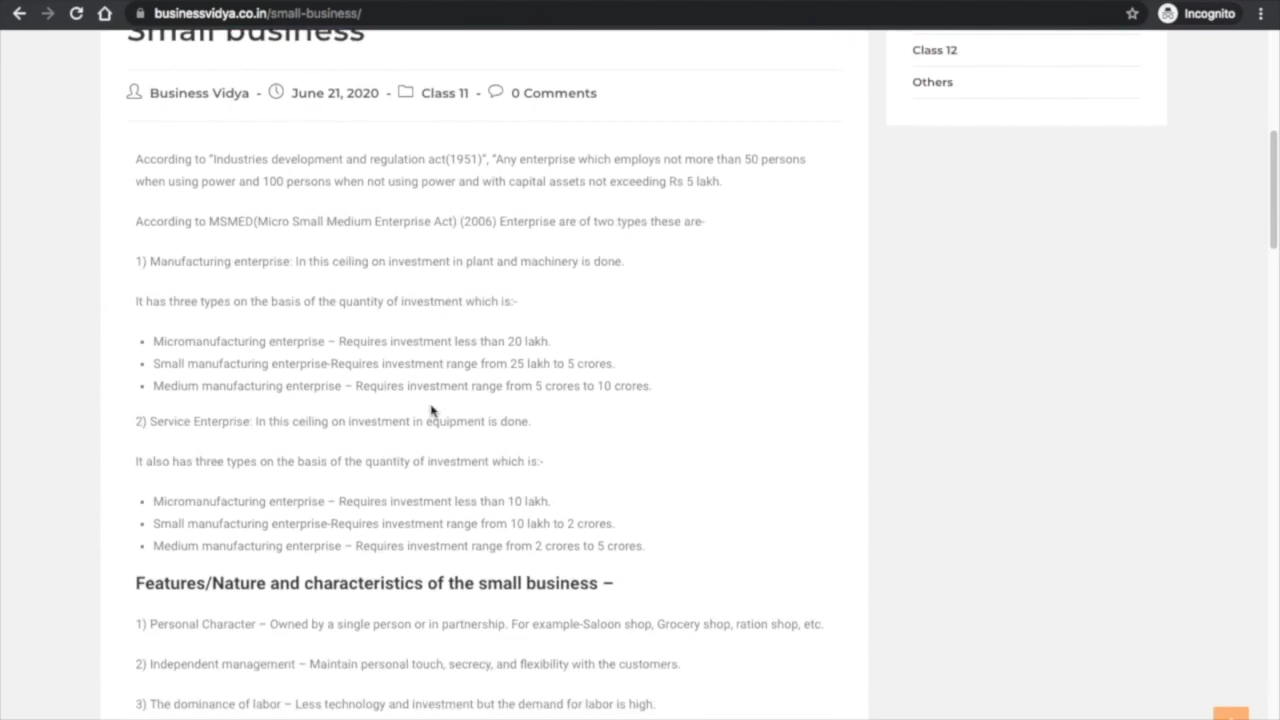 businessvidya.co.in/small-business/
Incognito
Small business
Class 12
Others
Business Vidya - June 21, 2020 - Class 11 - 0 Comments
According to “Industries development and regulation act(1951)”, “Any enterprise which employs not more than 50 persons
when using power and 100 persons when not using power and with capital assets not exceeding Rs 5 lakh.
According to MSMED(Micro Small Medium Enterprise Act) (2006) Enterprise are of two types these are-
1) Manufacturing enterprise: In this ceiling on investment in plant and machinery is done.
It has three types on the basis of the quantity of investment which is:-
• Micromanufacturing enterprise – Requires investment less than 20 lakh.
• Small manufacturing enterprise-Requires investment range from 25 lakh to 5 crores.
• Medium manufacturing enterprise – Requires investment range from 5 crores to 10 crores.
2) Service Enterprise: In this ceiling on investment in equipment is done.
It also has three types on the basis of the quantity of investment which is:-
• Micromanufacturing enterprise – Requires investment less than 10 lakh.
• Small manufacturing enterprise-Requires investment range from 10 lakh to 2 crores.
• Medium manufacturing enterprise – Requires investment range from 2 crores to 5 crores.
Features/Nature and characteristics of the small business –
1) Personal Character – Owned by a single person or in partnership. For example-Saloon shop, Grocery shop, ration shop, etc.
2) Independent management – Maintain personal touch, secrecy, and flexibility with the customers.
3) The dominance of labor – Less technology and investment but the demand for labor is high.